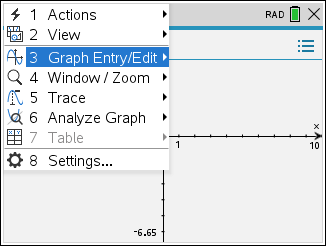 1 Actions
RAD
2 View
3 Graph Entry/Edit
4 Window / Zoom
5 Trace
6 Analyze Graph
7 Table
8 Settings...
x
1
10
-6.65